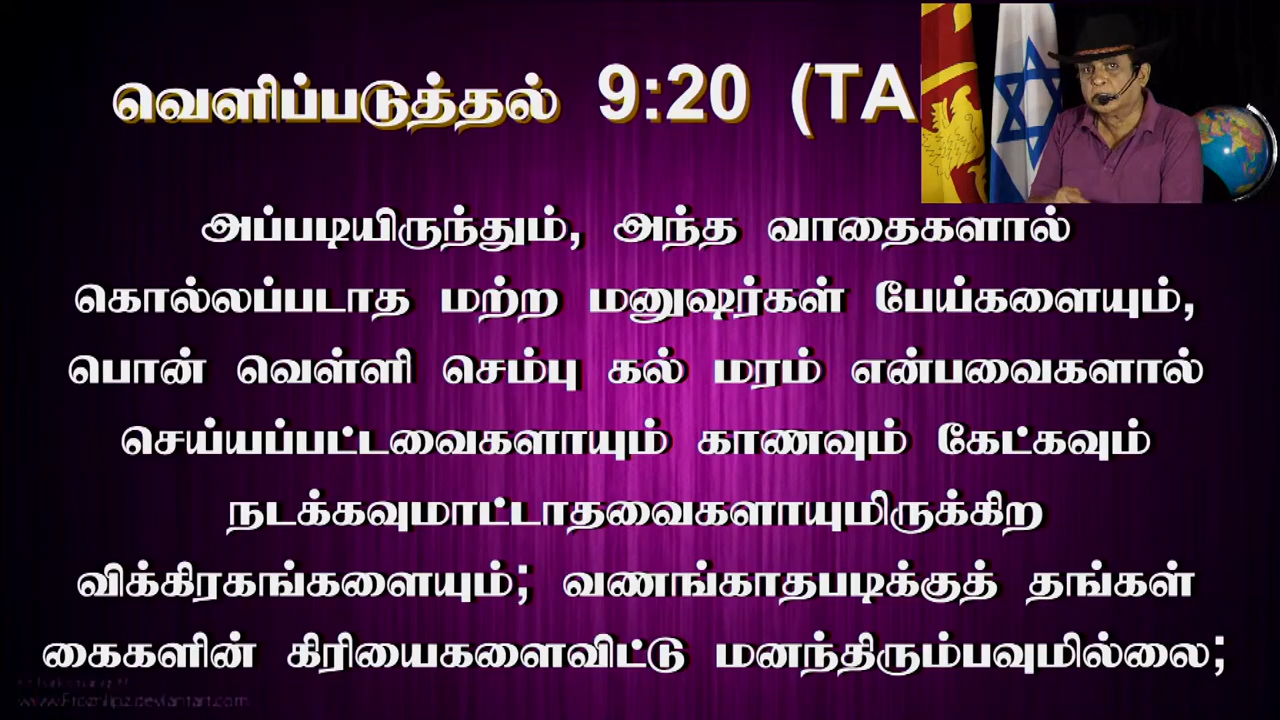 வெளிப்படுத்தல் 9:20 (TA
அப்படியிருந்தும், அந்த வாதைகளால்
கொல்லப்படாத மற்ற மனுஷர்கள் பேய்களையும்,
பொன் வெள்ளி செம்பு கல் மரம் என்பவைகளால்
செய்யப்பட்டவைகளாயும் காணவும் கேட்கவும்
நடக்கவுமாட்டாதவைகளாயுமிருக்கிற
விக்கிரகங்களையும்; வணங்காதபடிக்குத் தங்கள்
கைகளின் கிரியைகளைவிட்டு மனந்திரும்பவுமில்லை;